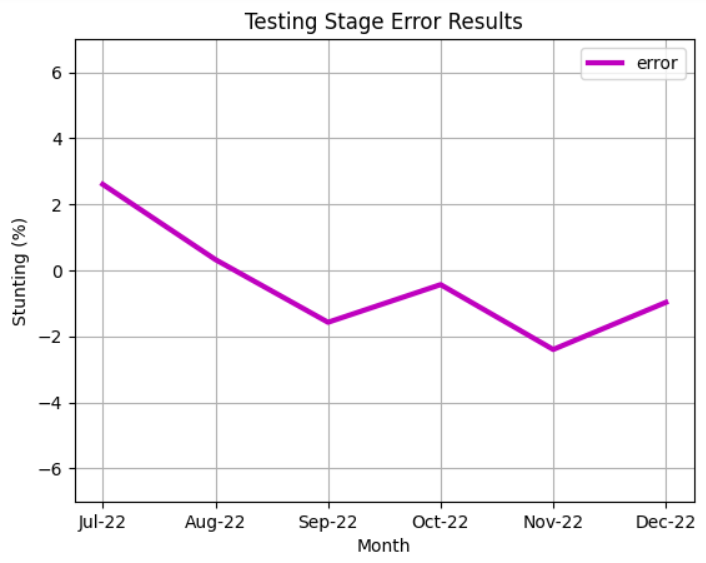 Testing Stage Error Results
error
6
4
2
0
−2
−4
−6
Stunting (%)
Jul-22 Aug-22 Sep-22 Oct-22 Nov-22 Dec-22
Month